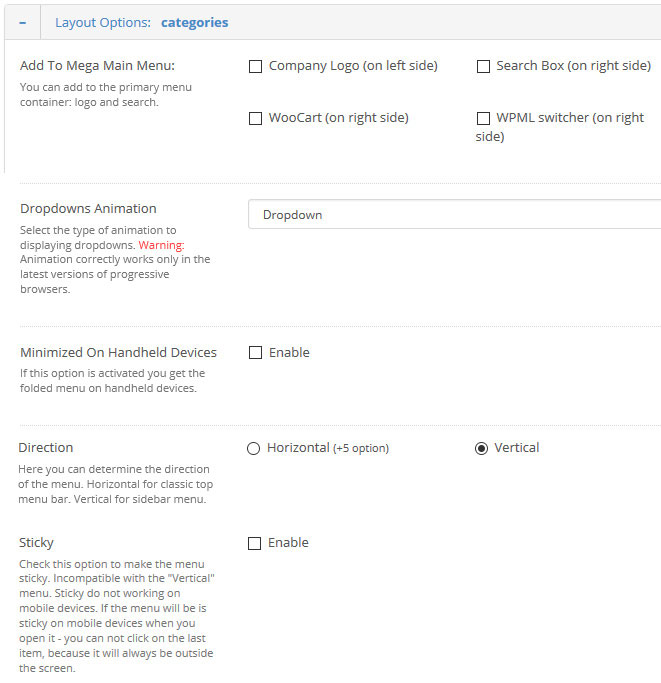 – Layout Options: categories
Add To Mega Main Menu:
You can add to the primary menu
container: logo and search.
Company Logo (on left side)
Search Box (on right side)
WooCart (on right side)
WPML switcher (on right
side)
Dropdowns Animation
Select the type of animation to
displaying dropdowns. Warning:
Animation correctly works only in the
latest versions of progressive
browsers.
Dropdown
Minimized On Handheld Devices
If this option is activated you get the
folded menu on handheld devices.
Enable
Direction
Here you can determine the direction
of the menu. Horizontal for classic top
menu bar. Vertical for sidebar menu.
Horizontal (+5 option)
Vertical
Sticky
Check this option to make the menu
sticky. Incompatible with the "Vertical"
menu. Sticky do not working on
mobile devices. If the menu will be is
sticky on mobile devices when you
open it - you can not click on the last
item, because it will always be outside
the screen.
Enable